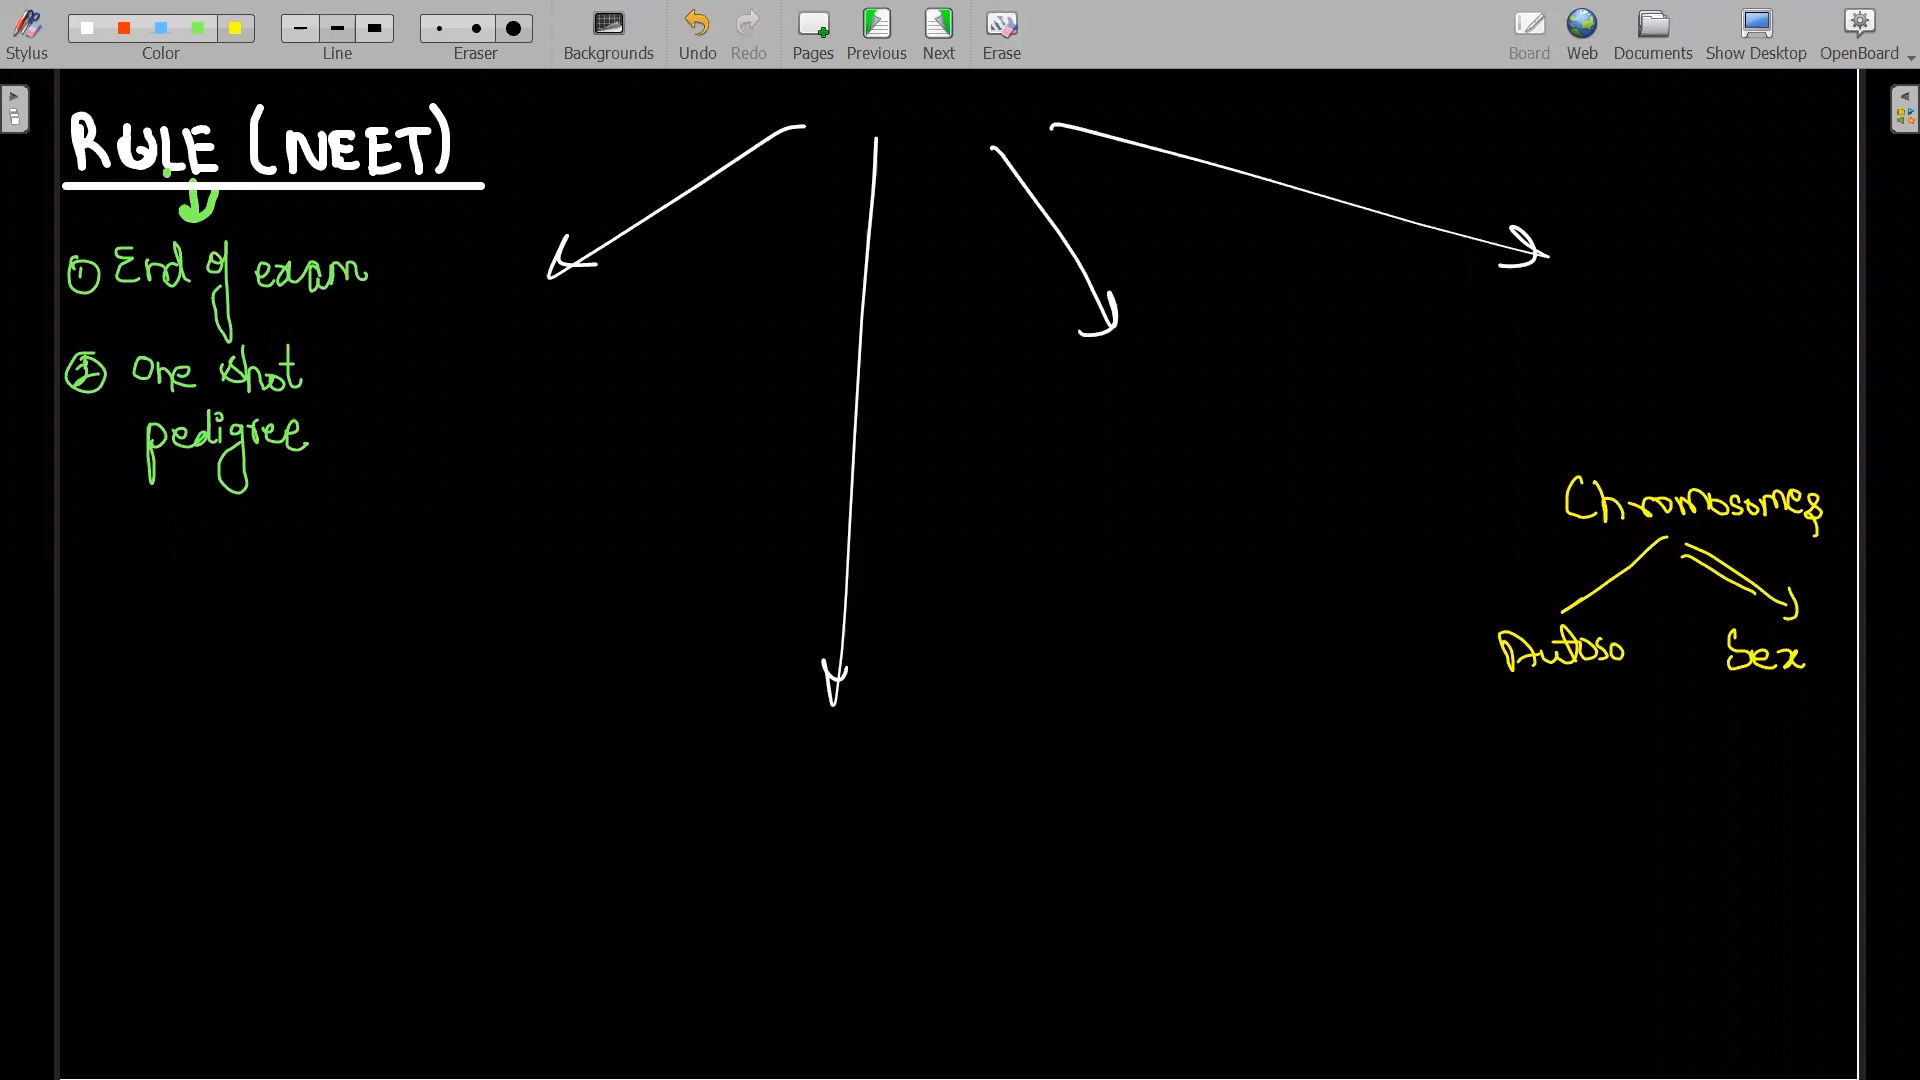 Stylus
Color
Line
Eraser
Backgrounds
Undo
Redo
Pages
Previous
Next
Erase
Board
Web
Documents
Show Desktop
OpenBoard
RULE (NEET)
① End of exam
② One shot
pedigree
Chromosomes
Autoso
Sex